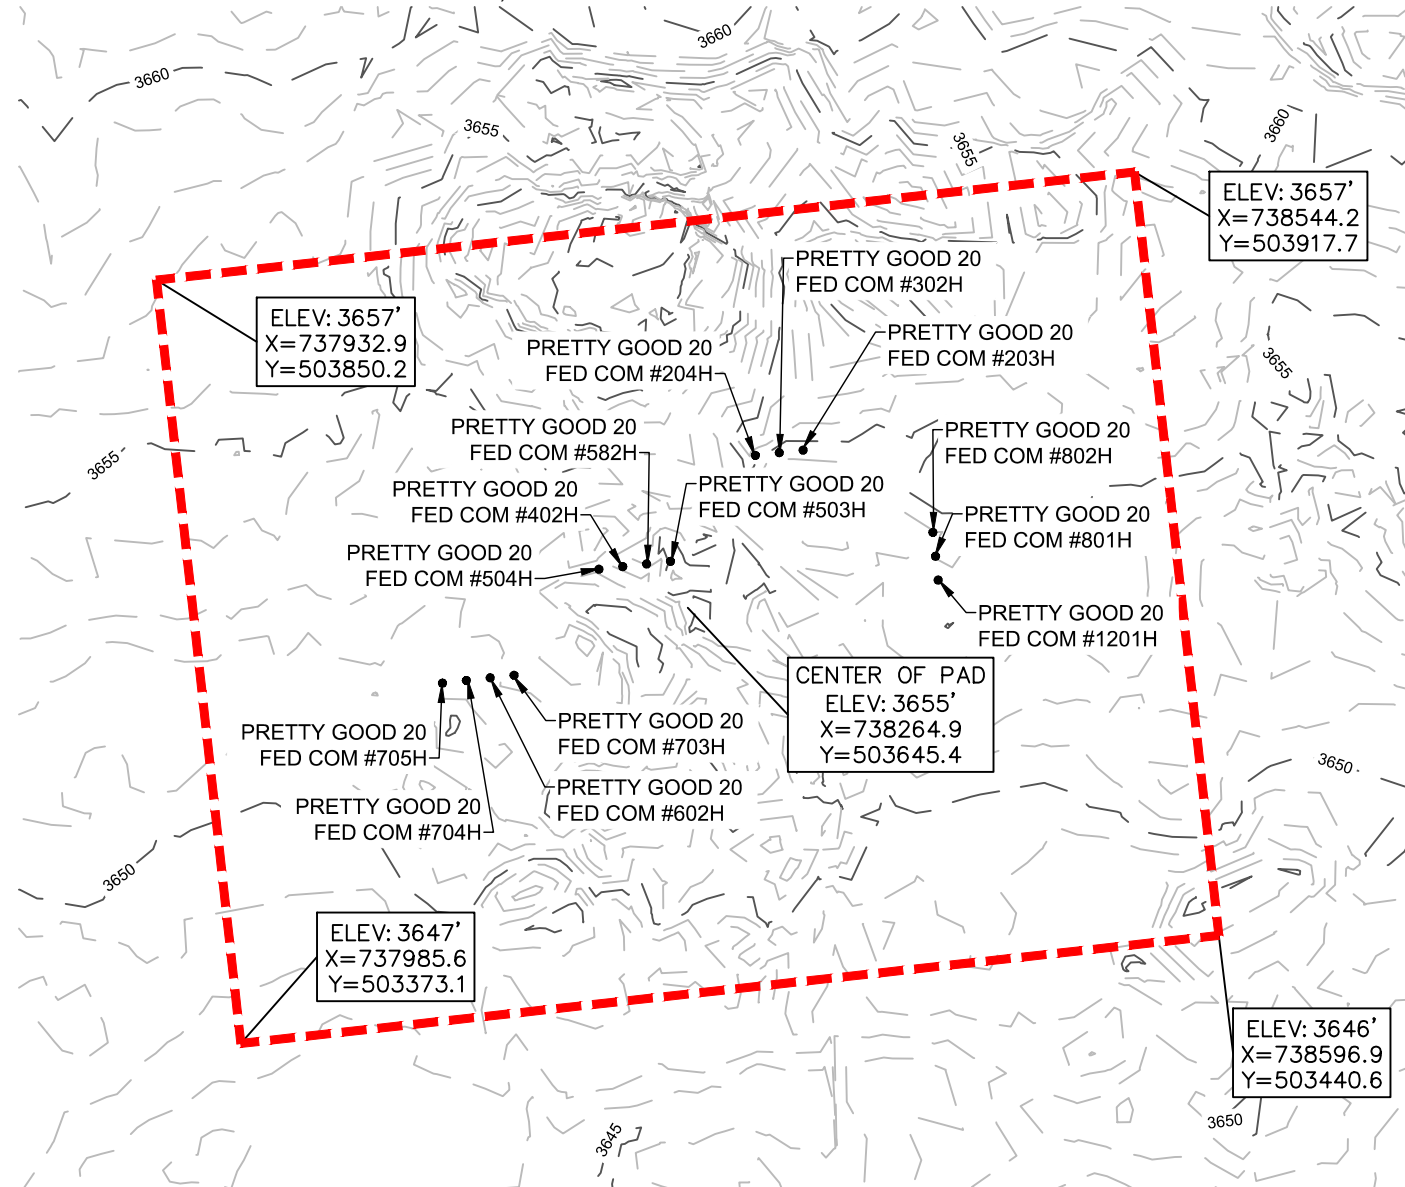 3660
3660
3655
3660
3655
ELEV: 3657’
X=738544.2
Y=503917.7
PRETTY GOOD 20
FED COM #302H
ELEV: 3657’
X=737932.9
Y=503850.2
PRETTY GOOD 20
FED COM #203H
PRETTY GOOD 20
FED COM #204H
3655
PRETTY GOOD 20
FED COM #582H
PRETTY GOOD 20
FED COM #802H
3655
PRETTY GOOD 20
FED COM #402H
PRETTY GOOD 20
FED COM #503H
PRETTY GOOD 20
FED COM #801H
PRETTY GOOD 20
FED COM #504H
PRETTY GOOD 20
FED COM #1201H
CENTER OF PAD
ELEV: 3655’
X=738264.9
Y=503645.4
PRETTY GOOD 20
FED COM #705H
PRETTY GOOD 20
FED COM #703H
3650
PRETTY GOOD 20
FED COM #602H
PRETTY GOOD 20
FED COM #704H
3650
ELEV: 3647’
X=737985.6
Y=503373.1
ELEV: 3646’
X=738596.9
Y=503440.6
3650
3645